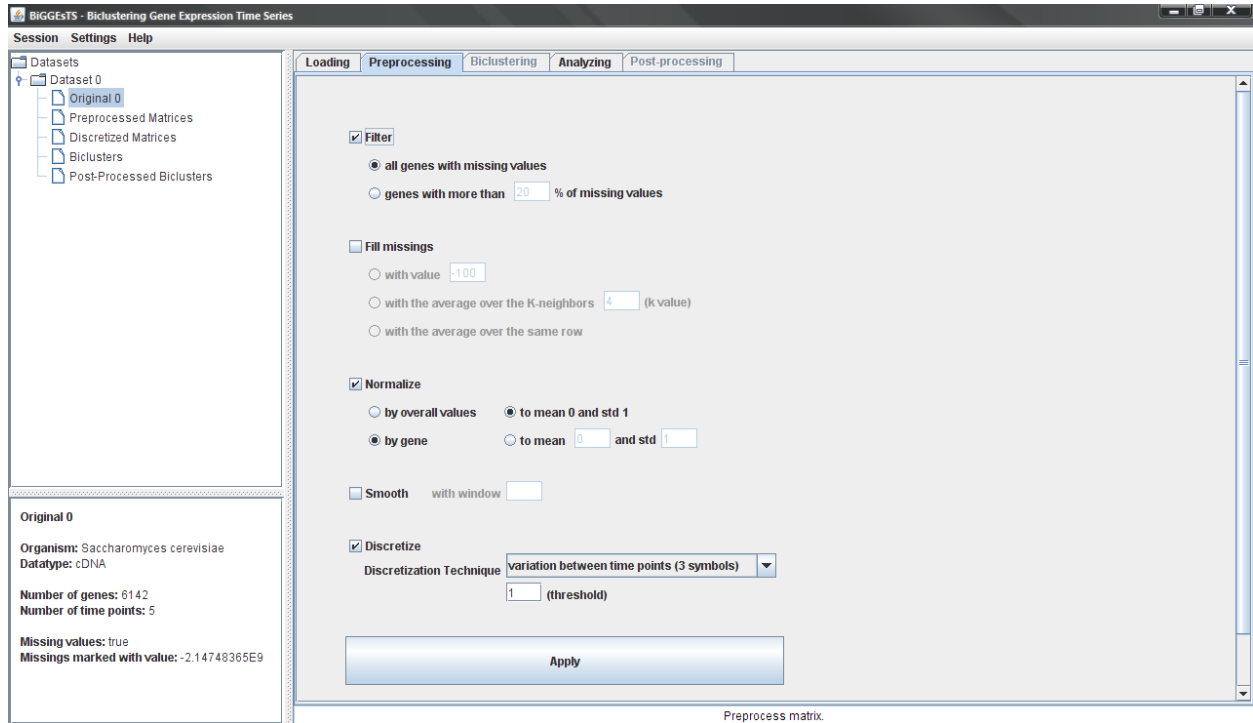 BiGGEsTS - Biclustering Gene Expression Time Series
Session Settings Help
Datasets
Dataset 0
Original 0
Preprocessed Matrices
Discretized Matrices
Biclusters
Post-Processed Biclusters
Original 0
Organism: Saccharomyces cerevisiae
Datatype: cDNA
Number of genes: 6142
Number of time points: 5
Missing values: true
Missings marked with value: -2.14748365E9
Loading Preprocessing Biclustering Analyzing Post-processing
Filter
all genes with missing values
genes with more than 20 % of missing values
Fill missings
with value -100
with the average over the K-neighbors 4 (k value)
with the average over the same row
Normalize
by overall values to mean 0 and std 1
by gene to mean 0 and std 1
Smooth with window
Discretize
Discretization Technique variation between time points (3 symbols)
1 (threshold)
Apply
Preprocess matrix.